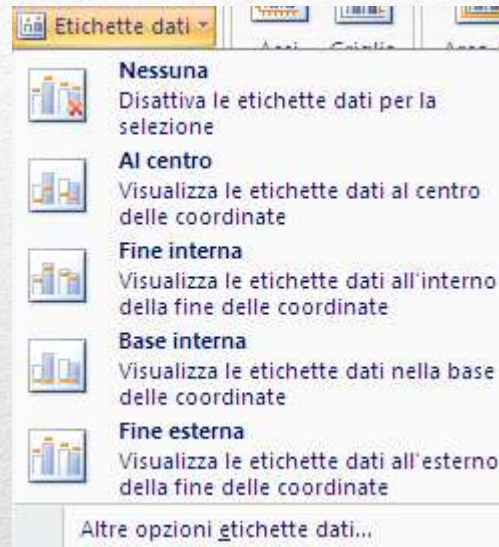 Etichette dati
Nessuna
Disattiva le etichette dati per la
selezione
Al centro
Visualizza le etichette dati al centro
delle coordinate
Fine interna
Visualizza le etichette dati all'interno
della fine delle coordinate
Base interna
Visualizza le etichette dati nella base
delle coordinate
Fine esterna
Visualizza le etichette dati all'esterno
della fine delle coordinate
Altre opzioni etichette dati...